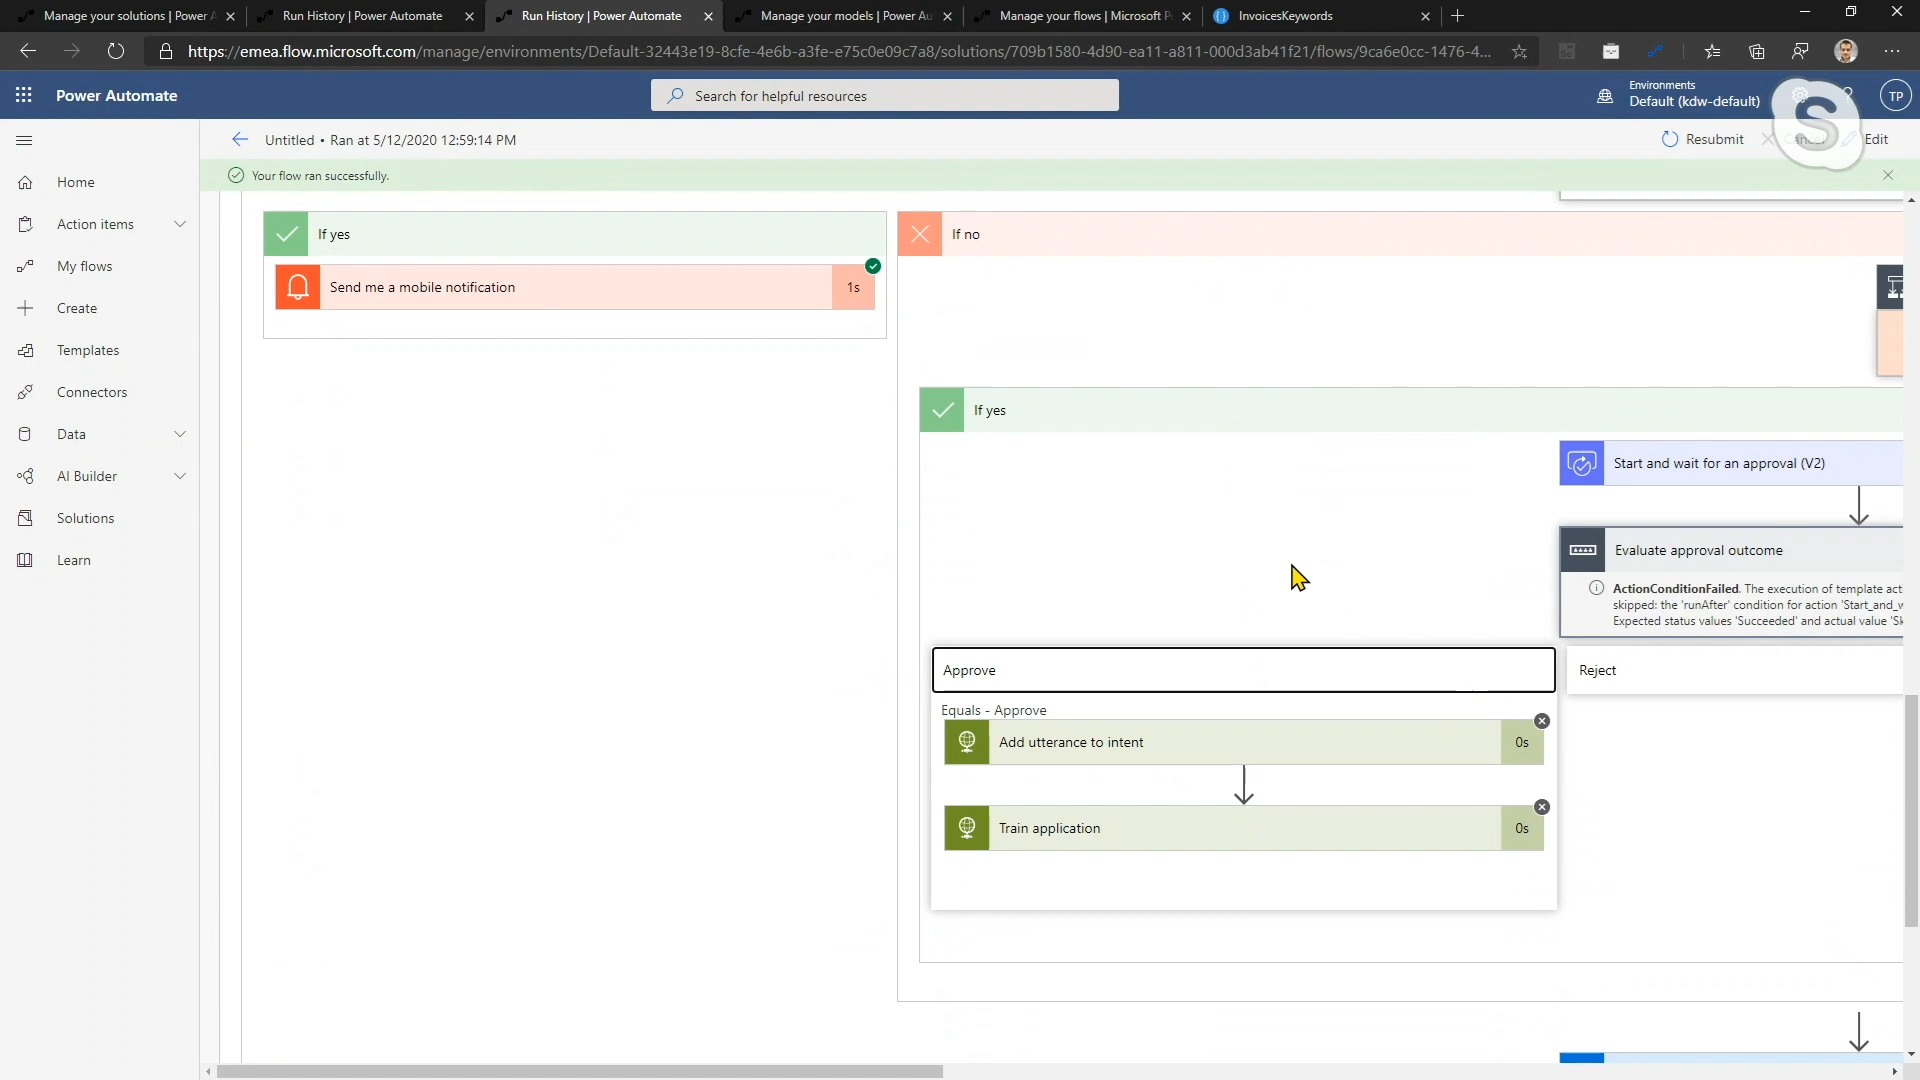 Manage your solutions | Power A
Run History | Power Automate
Run History | Power Automate
Manage your models | Power Au
Manage your flows | Microsoft P
InvoicesKeywords
https://emea.flow.microsoft.com/manage/environments/Default-32443e19-8cfe-4e6b-a3fe-e75c0e09c7a8/solutions/709b1580-4d90-ea11-a811-000d3ab41f21/flows/9ca6e0cc-1476-4...
Power Automate
Search for helpful resources
Environments
Default (kdw-default)
TP
Untitled • Ran at 5/12/2020 12:59:14 PM
Resubmit
Cancel
Edit
Your flow ran successfully.
Home
Action items
My flows
Create
Templates
Connectors
Data
AI Builder
Solutions
Learn
If yes
Send me a mobile notification
1s
If no
If yes
Start and wait for an approval (V2)
Evaluate approval outcome
ActionConditionFailed. The execution of template act
skipped: the 'runAfter' condition for action 'Start_and_w
Expected status values 'Succeeded' and actual value 'Sk
Approve
Reject
Equals - Approve
Add utterance to intent
0s
Train application
0s